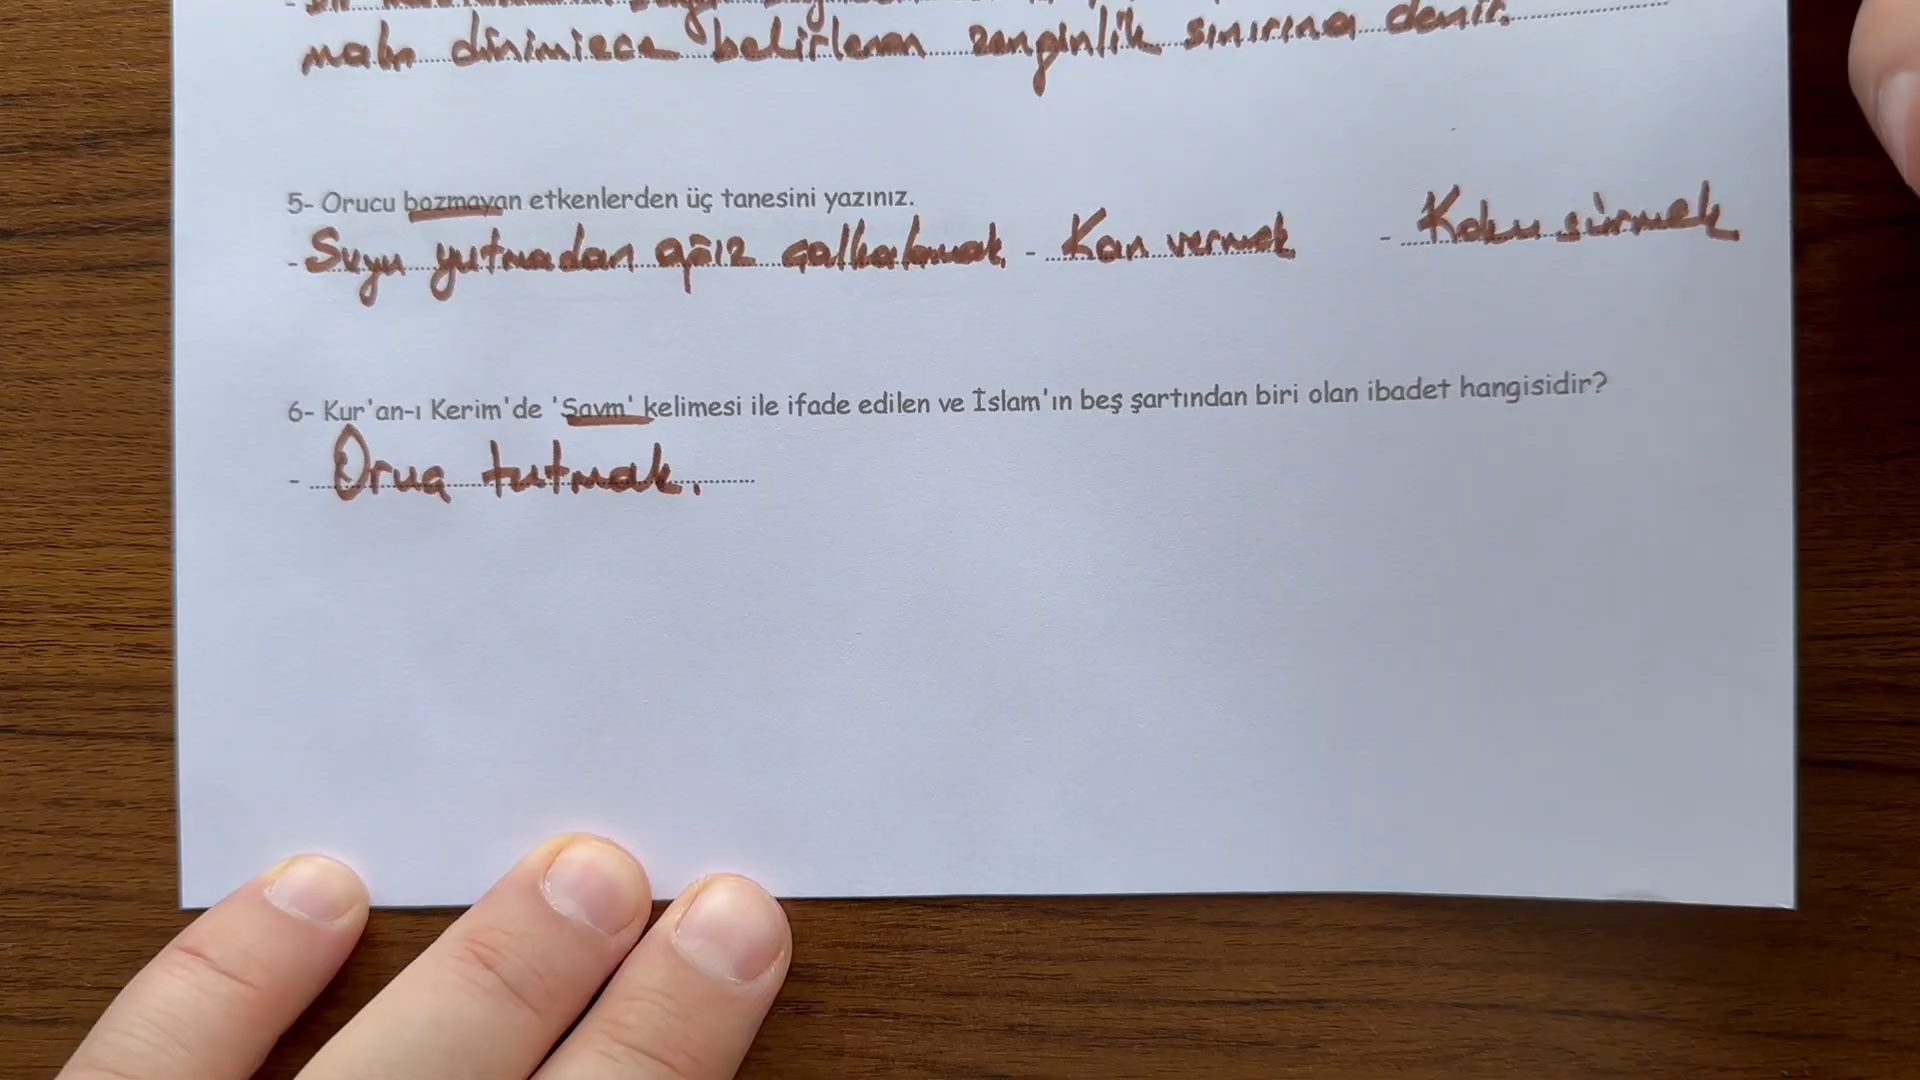 malın dinimizce belirlenen zenginlik sınırına denir.
5- Orucu bozmayan etkenlerden üç tanesini yazınız.
- Suyu yutmadan ağız çalkalamak. - Kan vermek - Koku sürmek
6- Kur'an-ı Kerim'de 'Savm' kelimesi ile ifade edilen ve İslam'ın beş şartından biri olan ibadet hangisidir?
- Oruç tutmak.